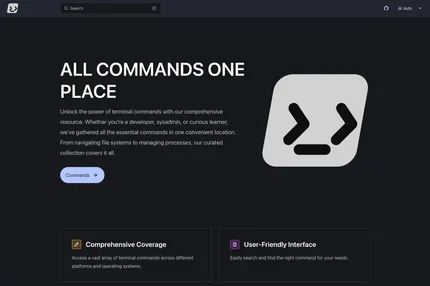 Search
Auto
ALL COMMANDS ONE
PLACE
Unlock the power of terminal commands with our comprehensive
resource. Whether you're a developer, sysadmin, or curious learner,
we've gathered all the essential commands in one convenient location.
From navigating file systems to managing processes, our curated
collection covers it all.
Commands
Comprehensive Coverage
Access a vast array of terminal commands across different
platforms and operating systems.
User-Friendly Interface
Easily search and find the right command for your needs.